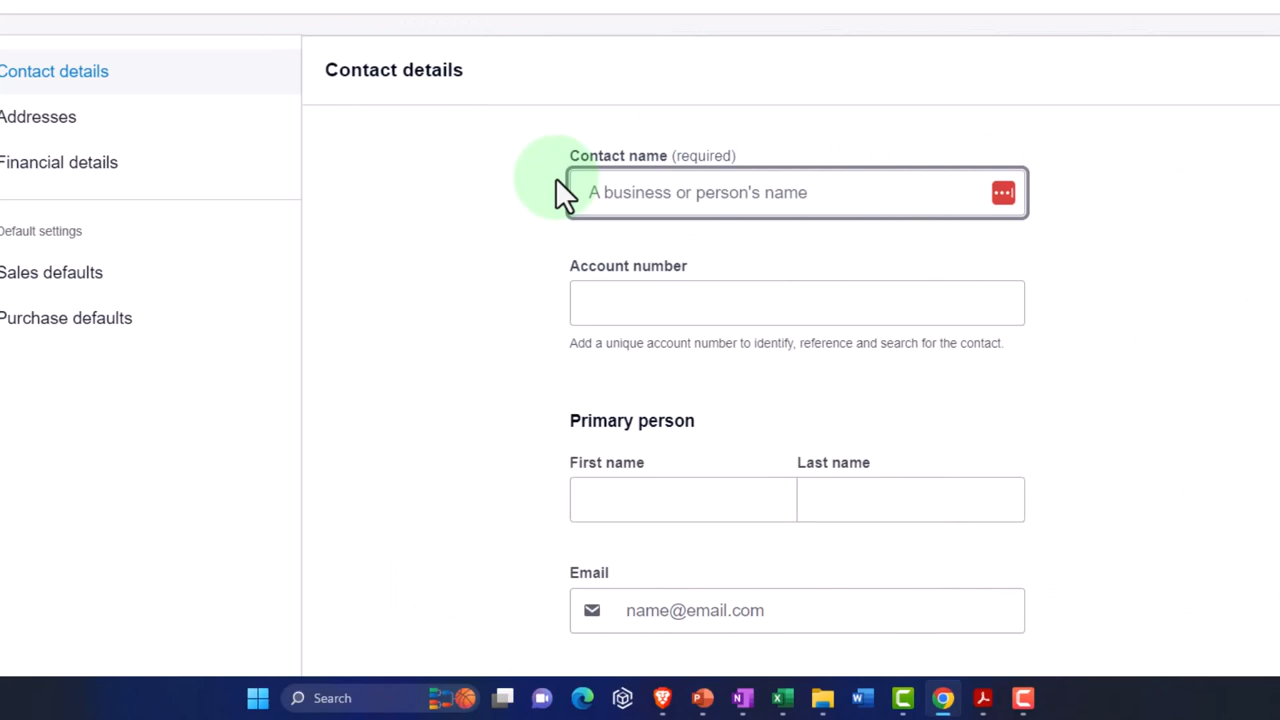 Contact details
Addresses
Financial details
Default settings
Sales defaults
Purchase defaults
Contact details
Contact name (required)
A business or person's name
Account number
Add a unique account number to identify, reference and search for the contact.
Primary person
First name Last name
Email
name@email.com
Search